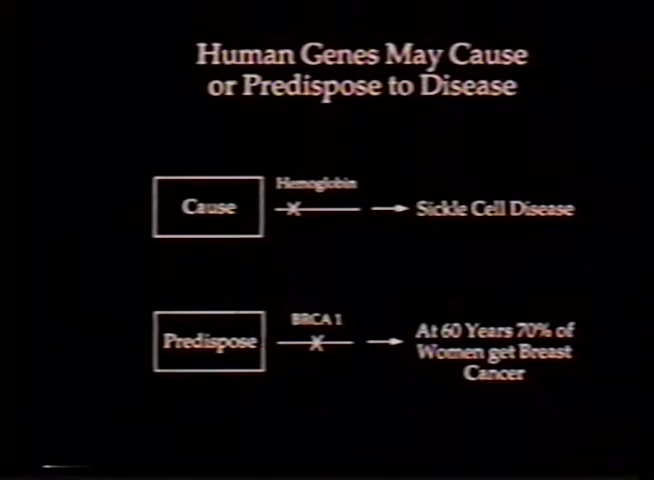 Human Genes May Cause
or Predispose to Disease
Hemoglobin
Cause
Sickle Cell Disease
BRCA 1
Predispose
At 60 Years 70% of
Women get Breast
Cancer